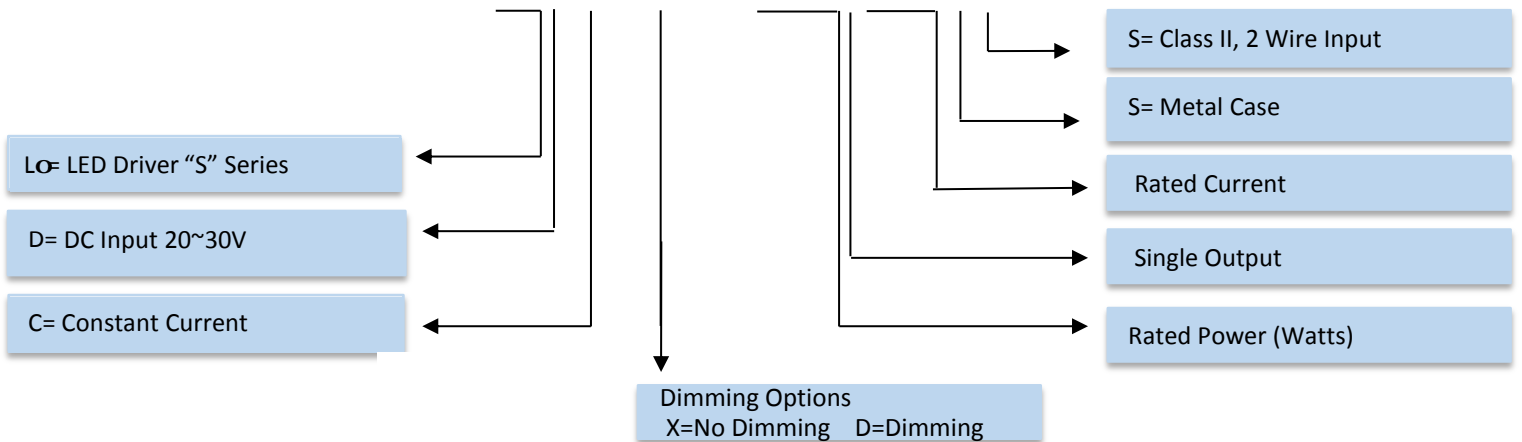 S= Class II, 2 Wire Input
S= Metal Case
LED Driver “S” Series
Rated Current
D= DC Input 20~30V
Single Output
C= Constant Current
Rated Power (Watts)
Dimming Options
X=No Dimming D=Dimming